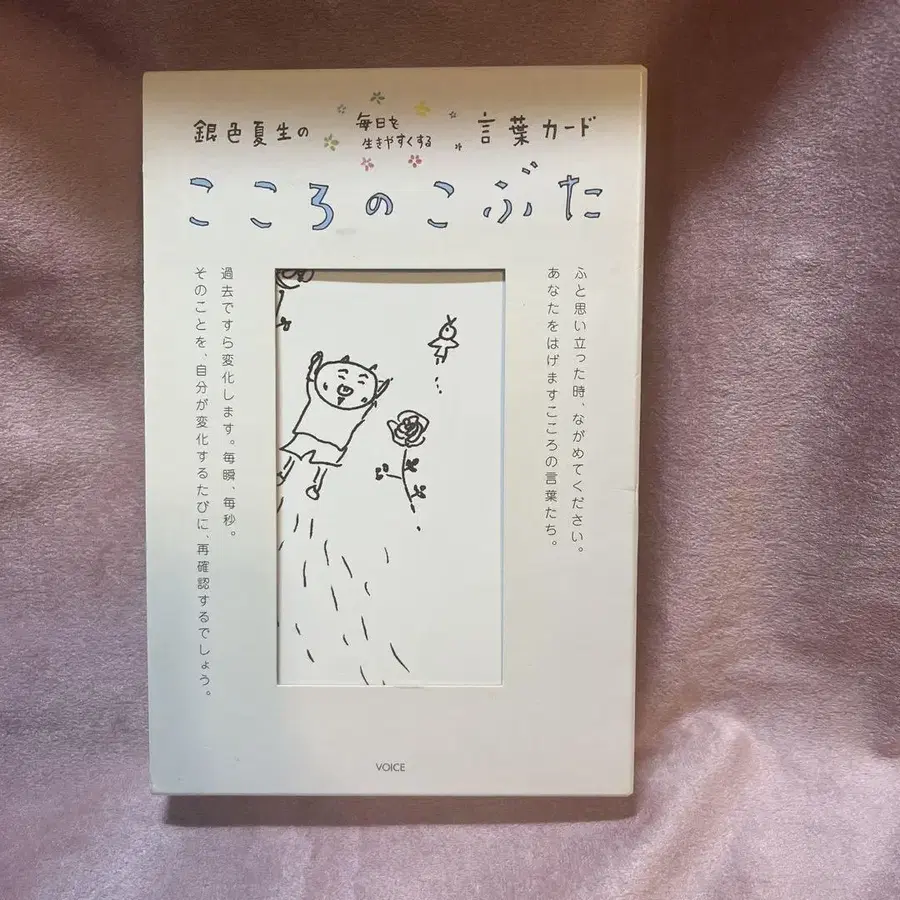 銀色夏生の
毎日を
生きやすくする
言葉カード
こころのこぶた
ふと思い立った時、ながめてください。
あなたをはげますこころの言葉たち。
過去ですら変化します。毎瞬、毎秒。
そのことを、自分が変化するたびに、再確認するでしょう。
VOICE